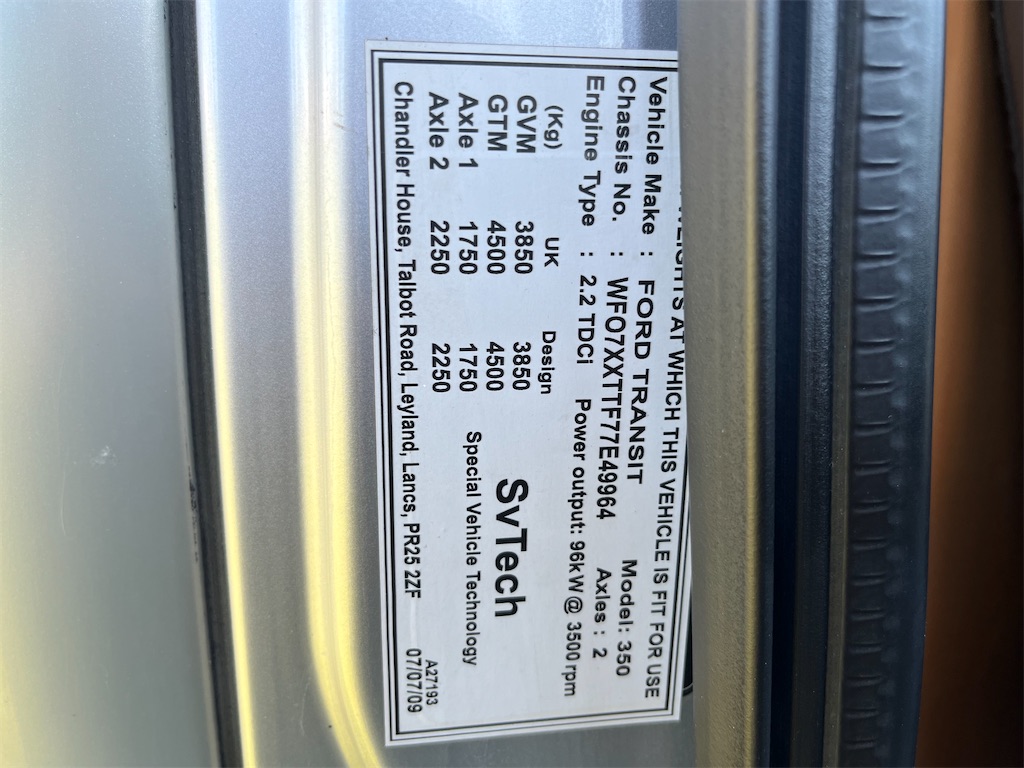 WEIGHTS AT WHICH THIS VEHICLE IS FIT FOR USE
Vehicle Make : FORD TRANSIT Model: 350
Chassis No. : WFO7XXTTF77E49964 Axles : 2
Engine Type : 2.2 TDCi Power output: 96kW@ 3500 rpm
(Kg) UK Design
GVM 3850 3850
GTM 4500 4500
Axle 1 1750 1750
Axle 2 2250 2250
SvTech
Special Vehicle Technology
A27193
Chandler House, Talbot Road, Leyland, Lancs, PR25 2ZF 07/07/09